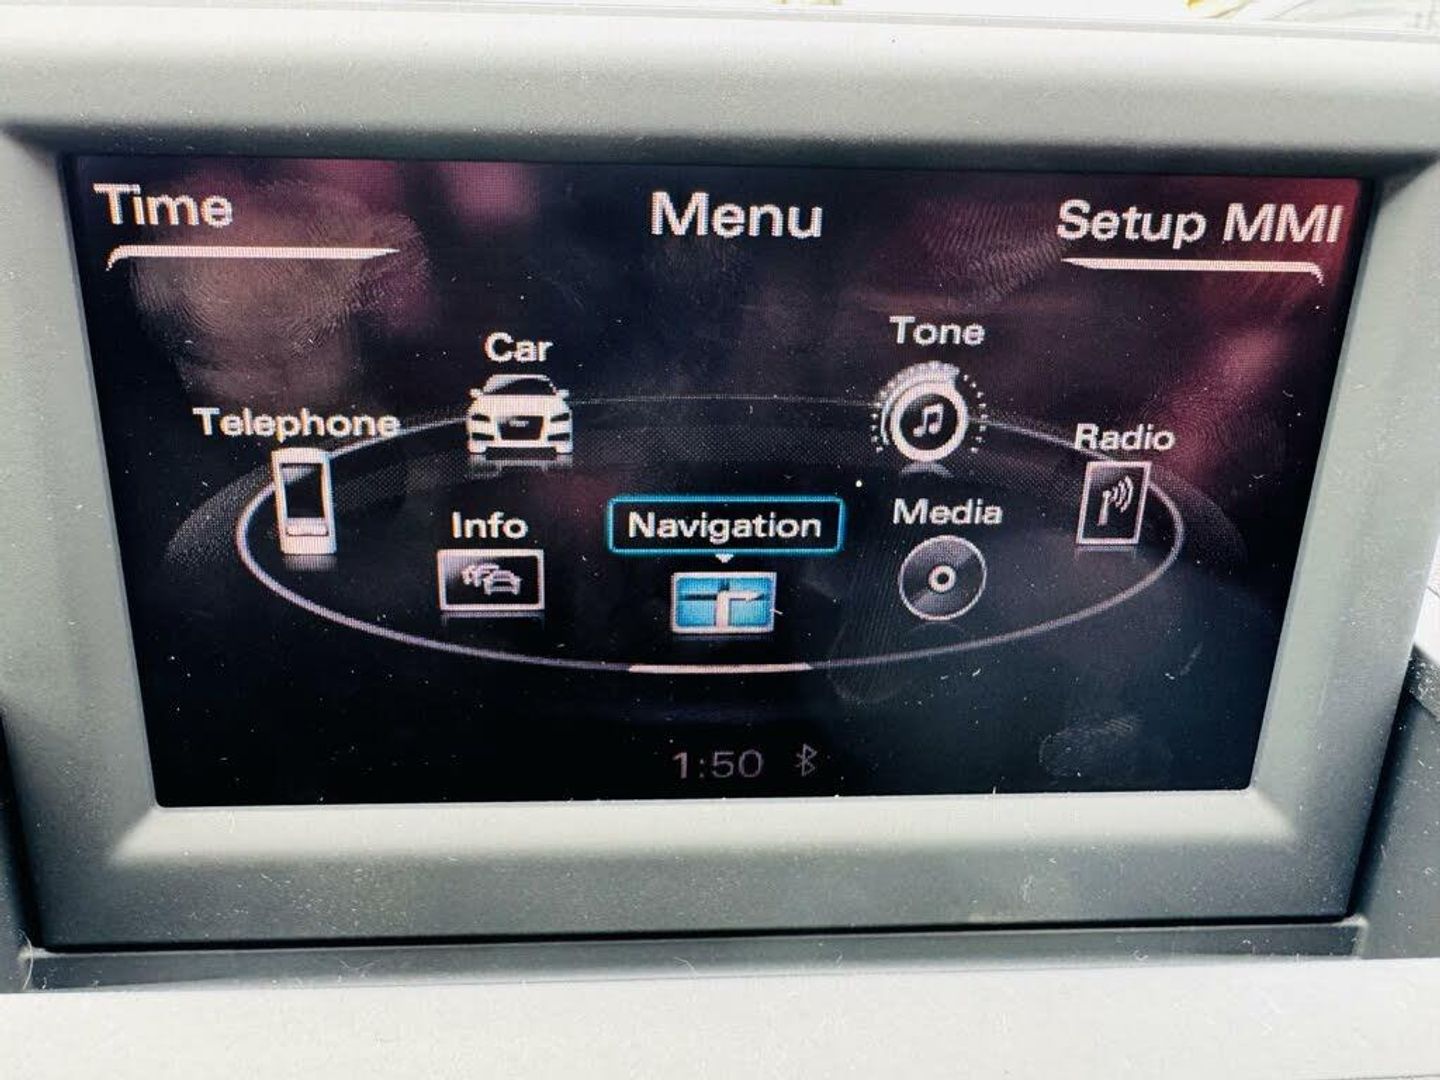 Time
Menu
Setup MMI
Car
Tone
Telephone
Radio
Info
Navigation
Media
1:50